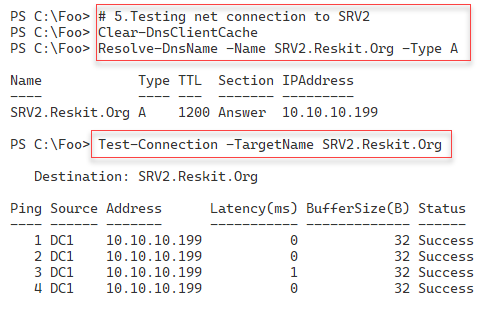 PS C:\Foo> # 5.Testing net connection to SRV2
PS C:\Foo> Clear-DnsClientCache
PS C:\Foo> Resolve-DnsName -Name SRV2.Reskit.Org -Type A
Name Type TTL Section IPAddress
---- ---- --- ------- ---------
SRV2.Reskit.Org A 1200 Answer 10.10.10.199
PS C:\Foo> Test-Connection -TargetName SRV2.Reskit.Org
Destination: SRV2.Reskit.Org
Ping Source Address Latency(ms) BufferSize(B) Status
---- ------ ------- ----------- ------------- ------
1 DC1 10.10.10.199 0 32 Success
2 DC1 10.10.10.199 0 32 Success
3 DC1 10.10.10.199 1 32 Success
4 DC1 10.10.10.199 0 32 Success